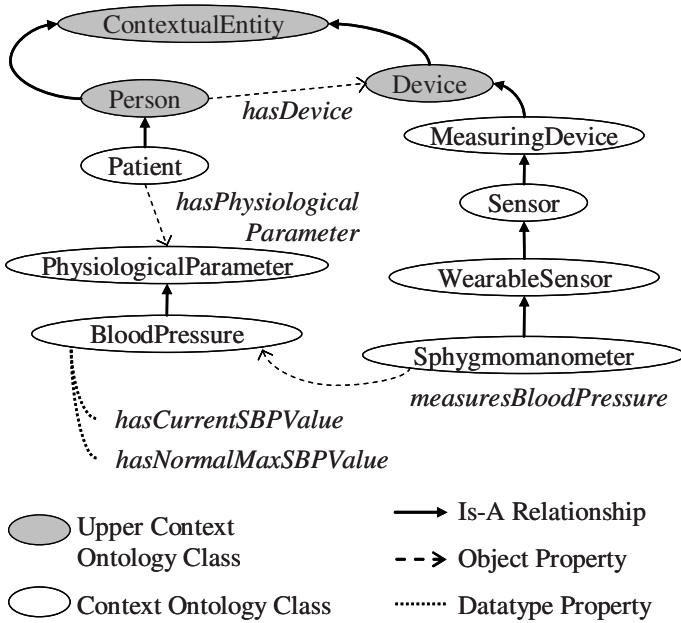 ContextualEntity
Person
hasDevice
Device
Patient
MeasuringDevice
hasPhysiological
Parameter
Sensor
PhysiologicalParameter
WearableSensor
BloodPressure
Sphygmomanometer
measuresBloodPressure
hasCurrentSBPValue
hasNormalMaxSBPValue
Upper Context
Ontology Class
Context Ontology Class
Is-A Relationship
Object Property
Datatype Property